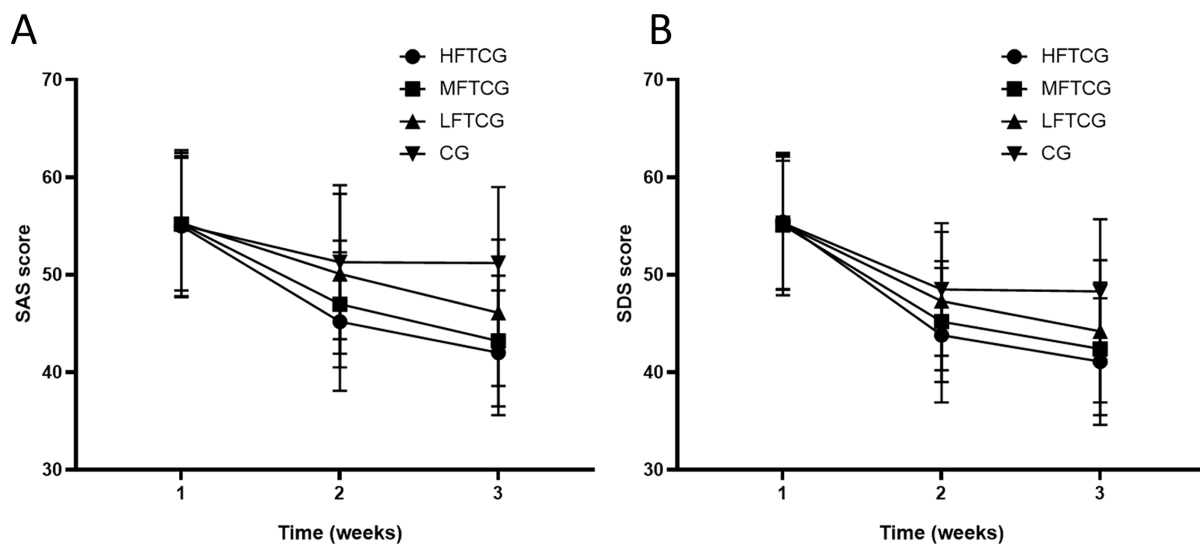 A
HFTCG
MFTCG
LFTCG
CG
70
60
50
40
30
SAS score
1
2
3
Time (weeks)
B
HFTCG
MFTCG
LFTCG
CG
70
60
50
40
30
SDS score
1
2
3
Time (weeks)